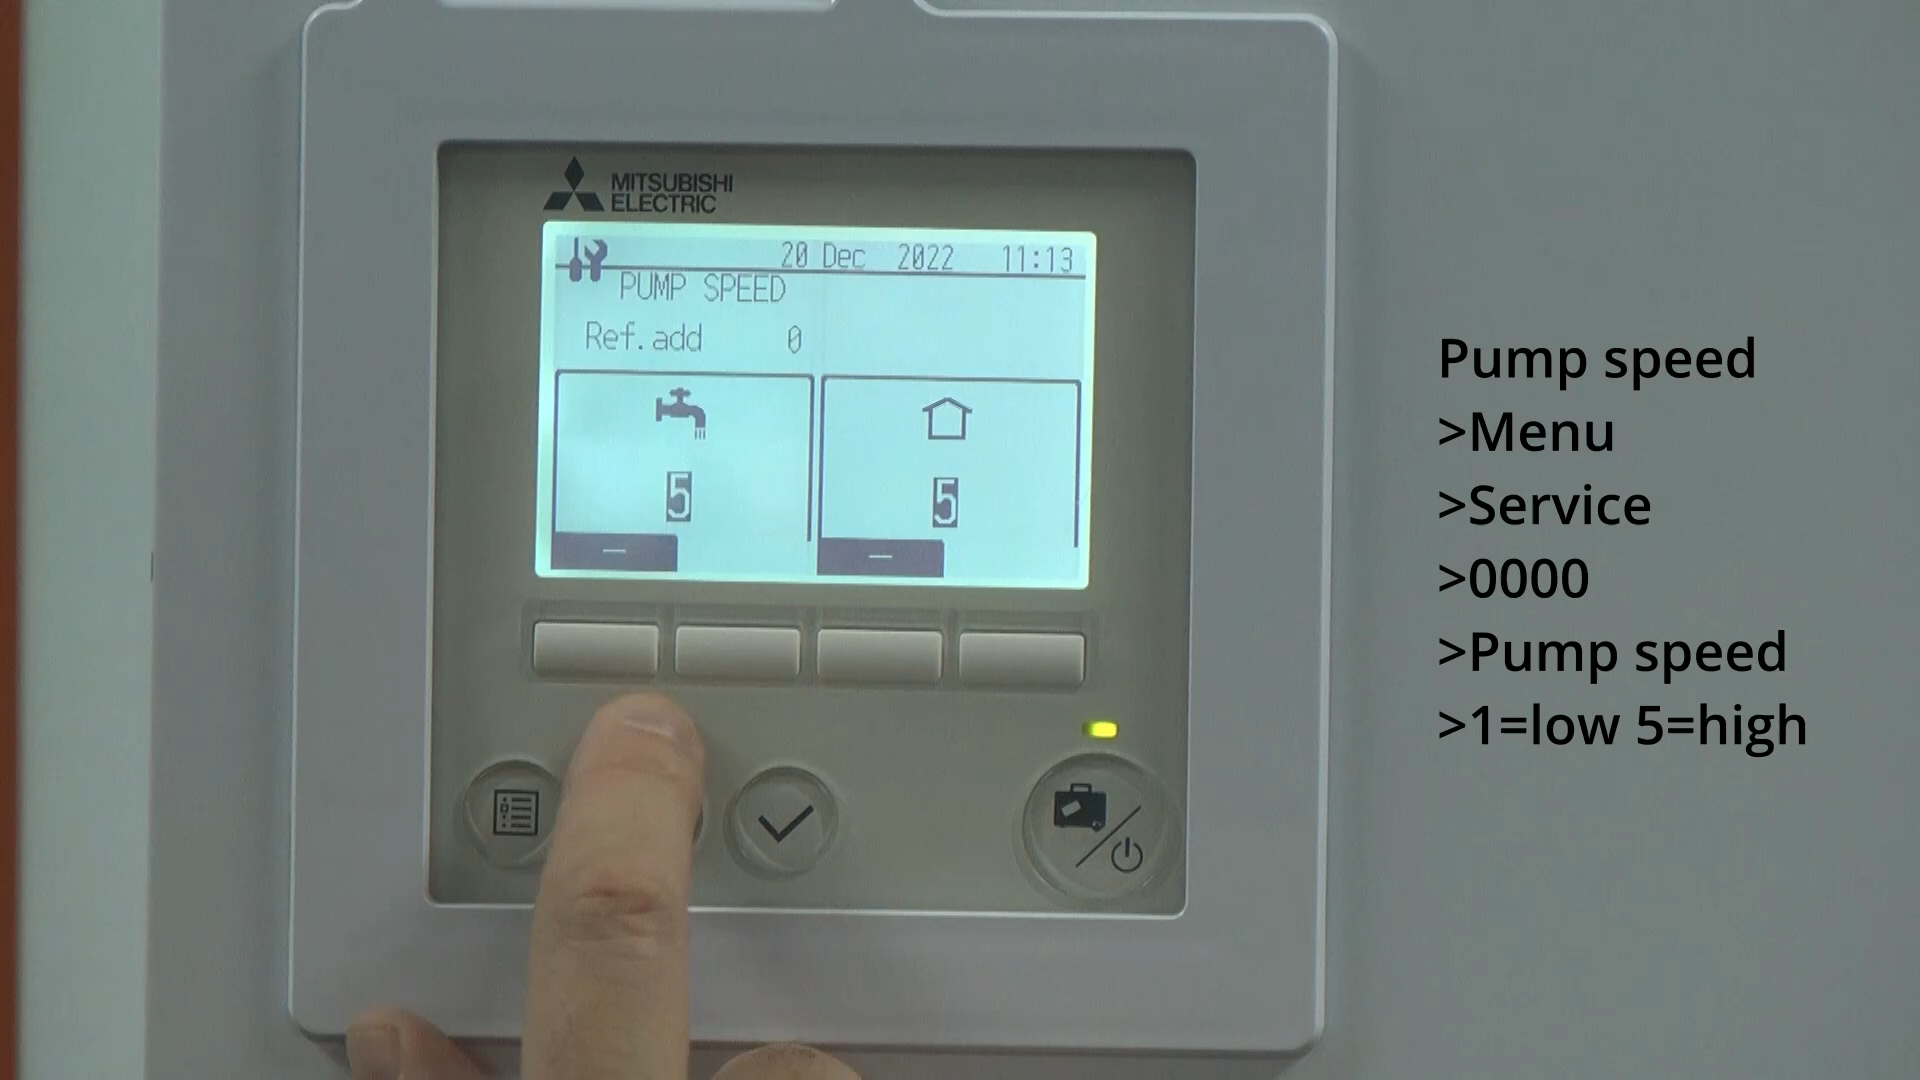 MITSUBISHI
ELECTRIC
20 Dec 2022 11:13
PUMP SPEED
Ref.add 0
5 5
Pump speed
>Menu
>Service
>0000
>Pump speed
>1=low 5=high